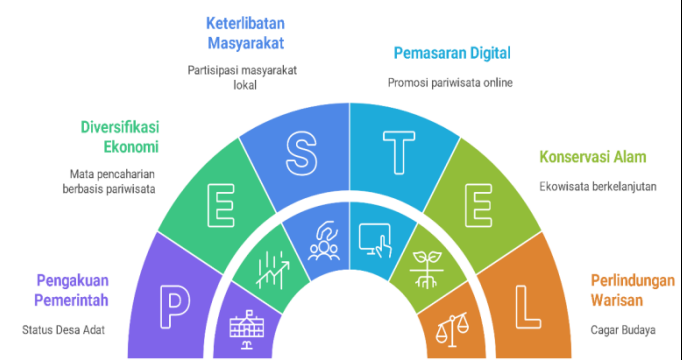 Keterlibatan
Masyarakat
Partisipasi masyarakat
lokal
Pemasaran Digital
Promosi pariwisata online
Diversifikasi
Ekonomi
Mata pencaharian
berbasis pariwisata
Konservasi Alam
Ekowisata berkelanjutan
Pengakuan
Pemerintah
Status Desa Adat
Perlindungan
Warisan
Cagar Budaya
P
E
S
T
E
L